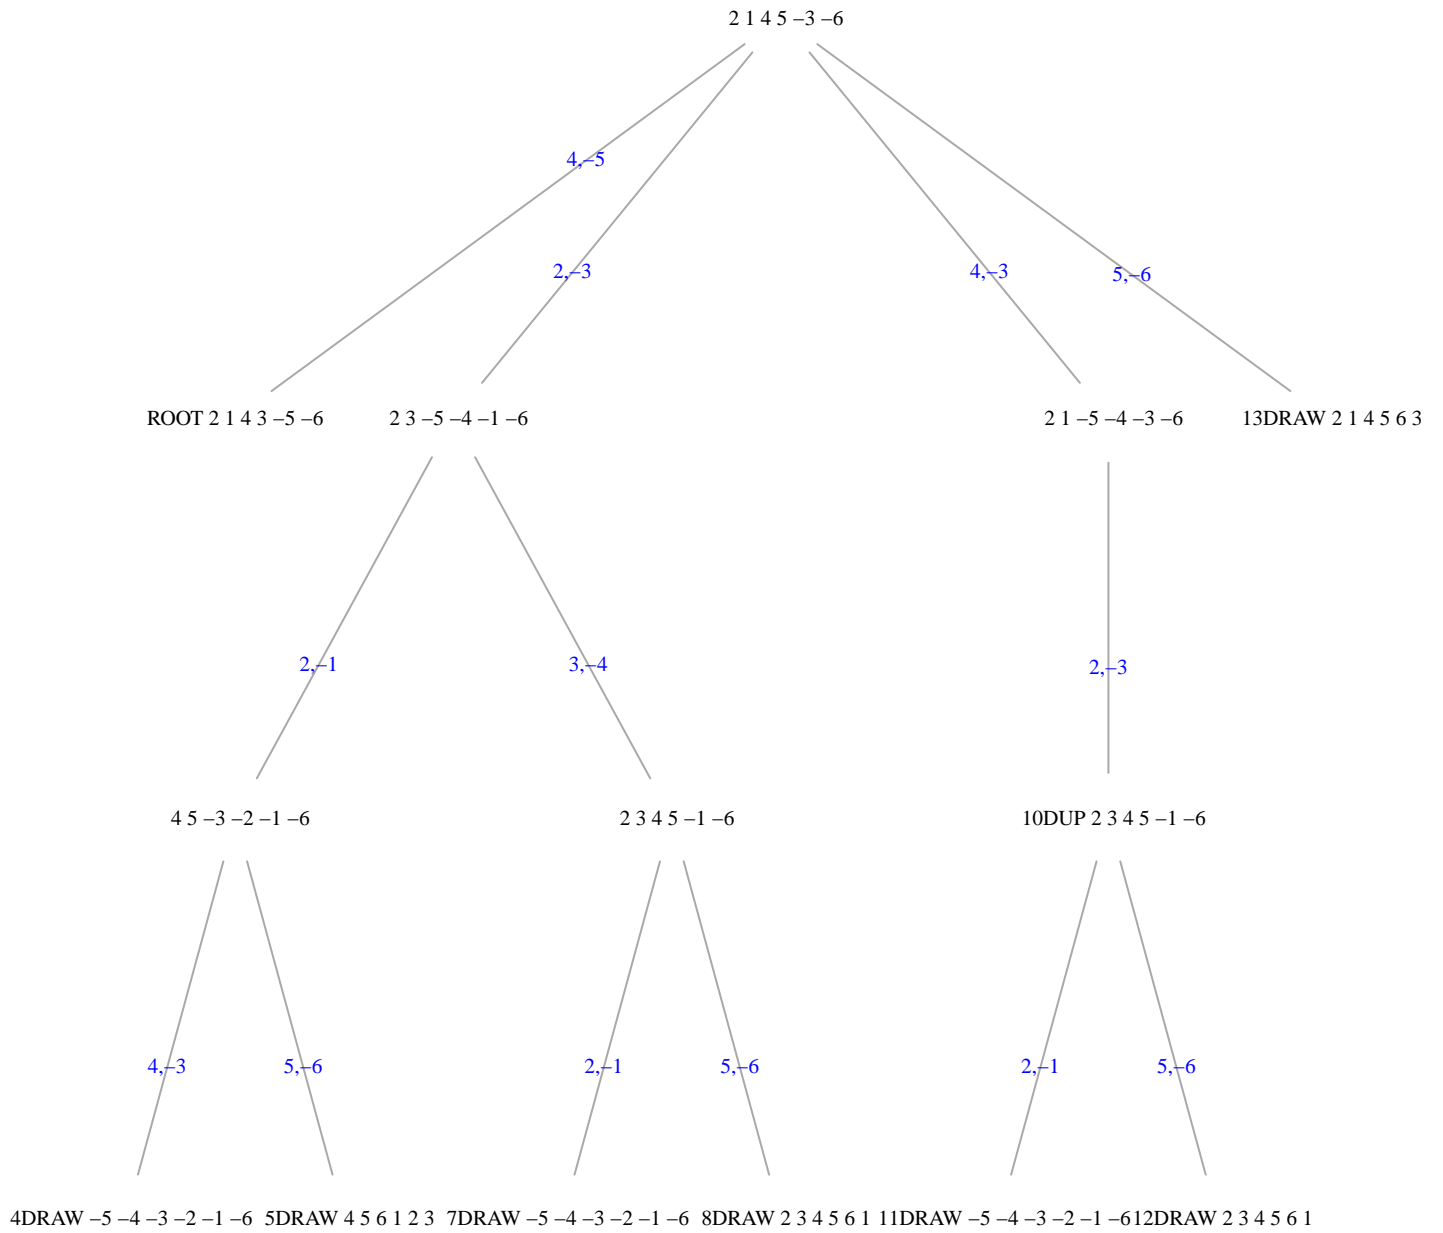 2 1 4 5 −3 −6
4,−5
2,−3
4,−3
5,−6
ROOT 2 1 4 3 −5 −6
2 3 −5 −4 −1 −6
2 1 −5 −4 −3 −6
13DRAW 2 1 4 5 6 3
2,−1
3,−4
2,−3
4 5 −3 −2 −1 −6
2 3 4 5 −1 −6
10DUP 2 3 4 5 −1 −6
4,−3
5,−6
2,−1
5,−6
2,−1
5,−6
4DRAW −5 −4 −3 −2 −1 −6
5DRAW 4 5 6 1 2 3
7DRAW −5 −4 −3 −2 −1 −6
8DRAW 2 3 4 5 6 1
11DRAW −5 −4 −3 −2 −1 −6
12DRAW 2 3 4 5 6 1